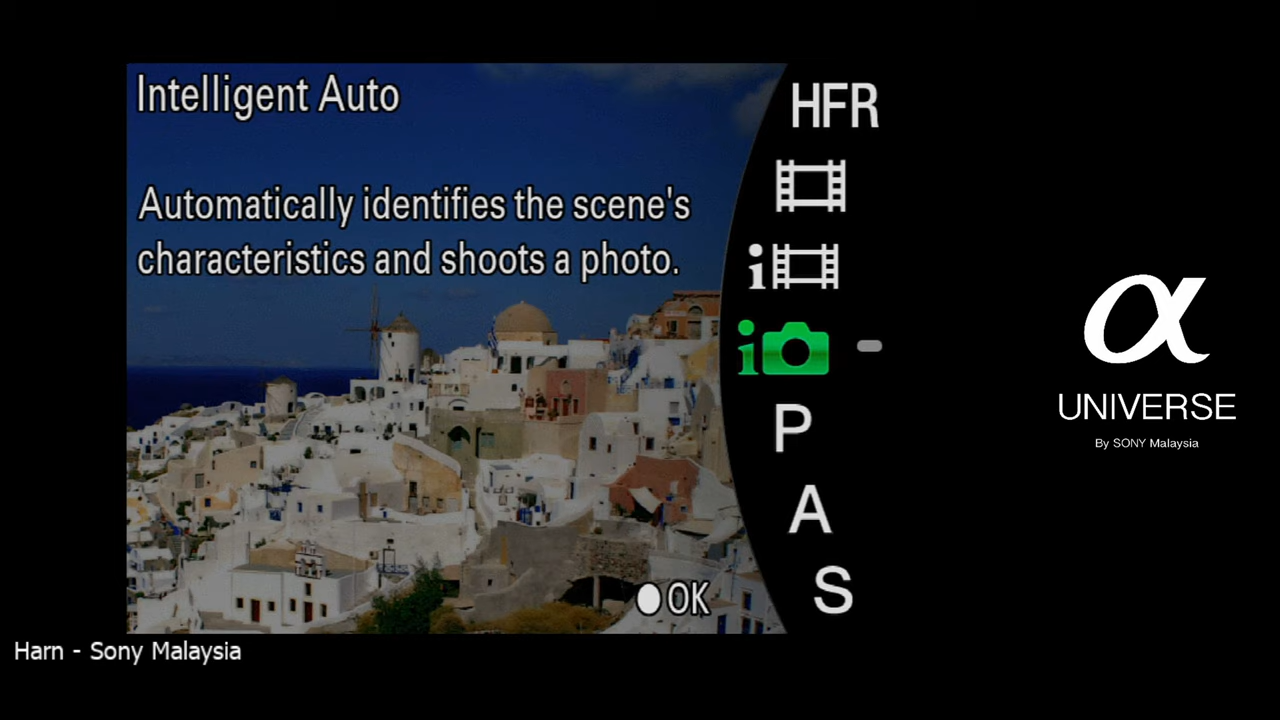 Intelligent Auto
Automatically identifies the scene's
characteristics and shoots a photo.
OK
HFR
i
i
P
A
S
α
UNIVERSE
By SONY Malaysia
Harn - Sony Malaysia